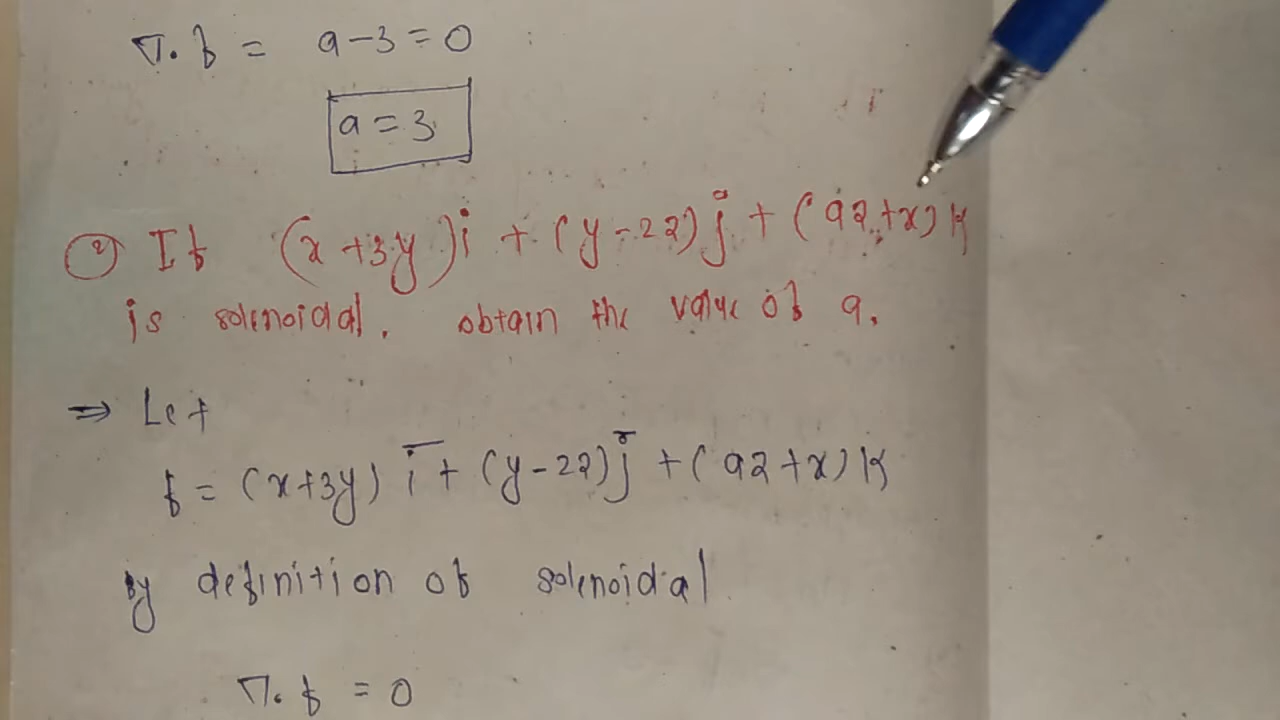 ∇. f = a-3=0
a=3
② If (x+3y)i + (y-2z)j + (az+x)k
is solenoidal. obtain the value of a.
⇒ Let
f = (x+3y) i + (y-2z)j + (az+x)k
by definition of solenoidal
∇. f = 0